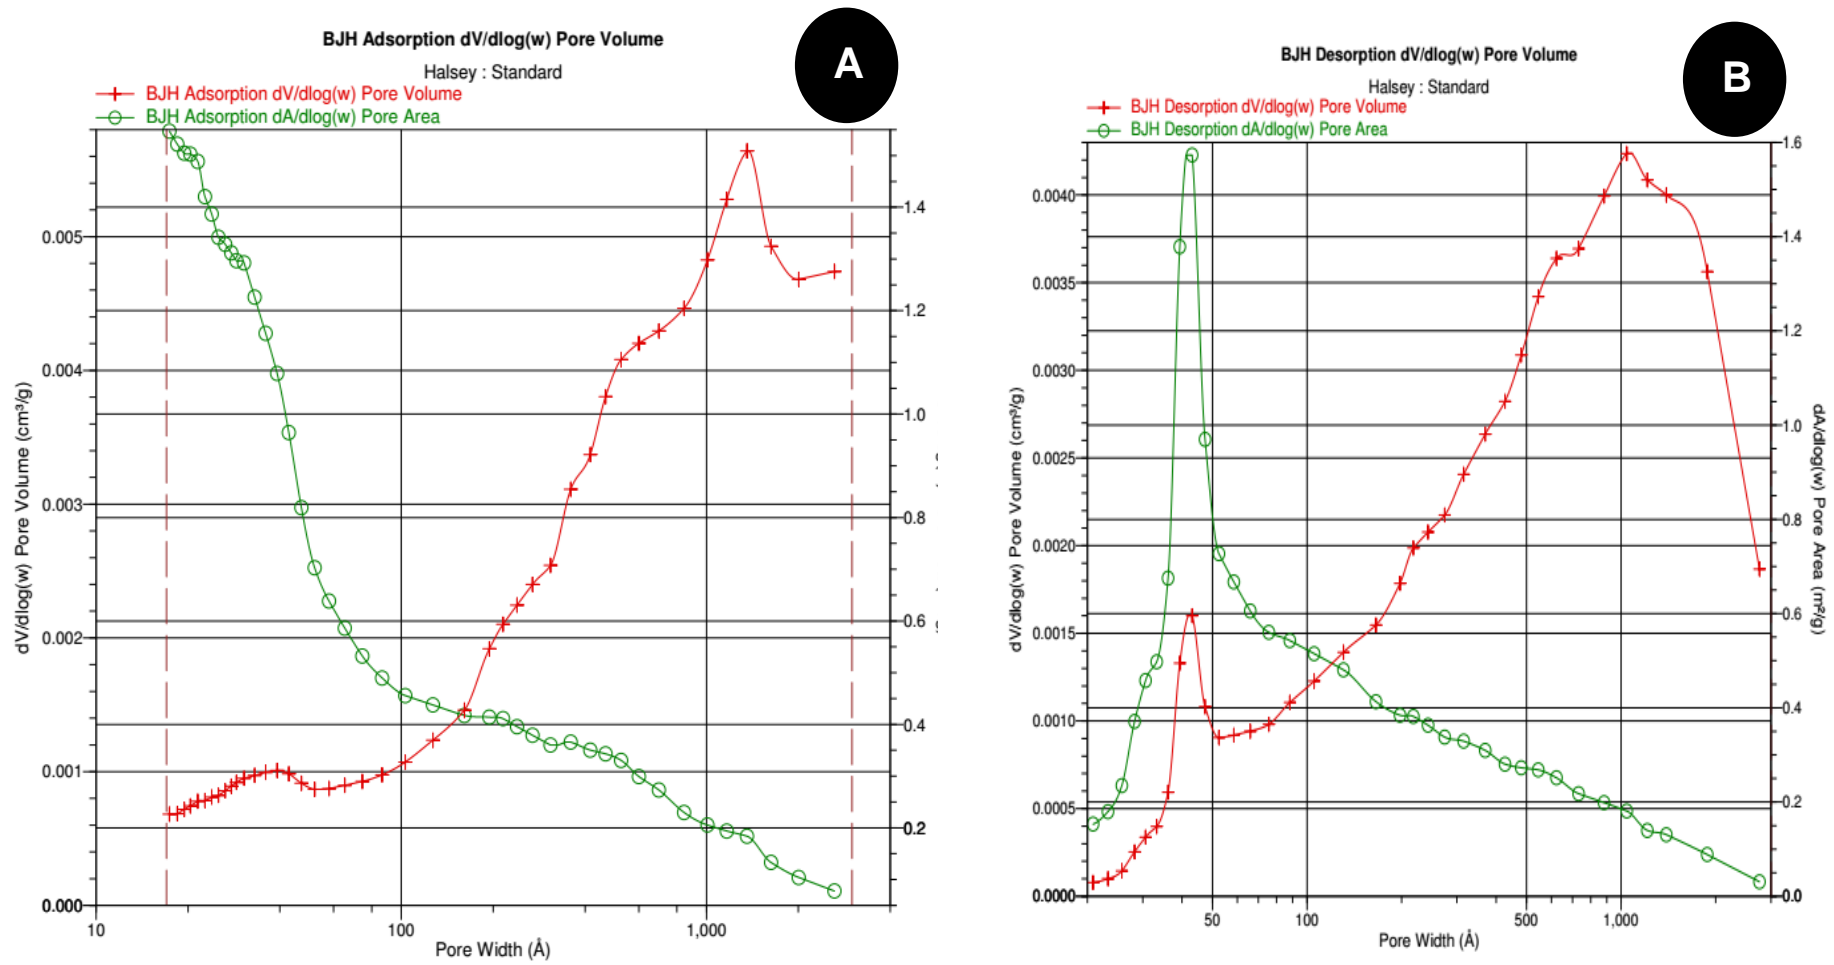 BJH Adsorption dV/dlog(w) Pore Volume
Halsey : Standard
BJH Adsorption dV/dlog(w) Pore Volume
BJH Adsorption dA/dlog(w) Pore Area
A
dV/dlog(w) Pore Volume (cm³/g)
0.005
0.004
0.003
0.002
0.001
0.000
1.4
1.2
1.0
0.8
0.6
0.4
0.2
10
100
1,000
Pore Width (Å)
BJH Desorption dV/dlog(w) Pore Volume
Halsey : Standard
BJH Desorption dV/dlog(w) Pore Volume
BJH Desorption dA/dlog(w) Pore Area
B
dV/dlog(w) Pore Volume (cm³/g)
0.0040
0.0035
0.0030
0.0025
0.0020
0.0015
0.0010
0.0005
0.0000
1.6
1.4
1.2
1.0
0.8
0.6
0.4
0.2
0.0
dA/dlog(w) Pore Area (m²/g)
50
100
500
1,000
Pore Width (Å)